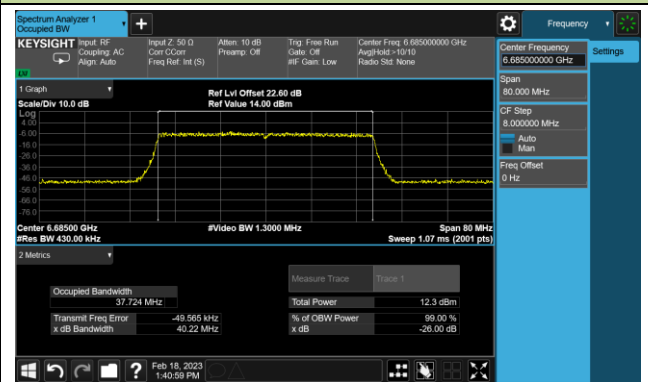 Spectrum Analyzer 1
Occupied BW
Frequency
KEYSIGHT
Input: RF
Coupling: AC
Align: Auto
Input Z: 50 Ω
Corr CCorr
Freq Ref: Int (S)
Atten: 10 dB
Preamp: Off
Trig: Free Run
Gate: Off
#IF Gain: Low
Center Freq: 6.685000000 GHz
Avg|Hold:>10/10
Radio Std: None
LVI
Center Frequency
6.685000000 GHz
Settings
Span
80.000 MHz
CF Step
8.000000 MHz
Auto
Man
Freq Offset
0 Hz
1 Graph
Scale/Div 10.0 dB
Ref Lvl Offset 22.60 dB
Ref Value 14.00 dBm
Log
4.00
-6.00
-16.0
-26.0
-36.0
-46.0
-56.0
-66.0
-76.0
Center 6.68500 GHz
#Res BW 430.00 kHz
#Video BW 1.3000 MHz
Span 80 MHz
Sweep 1.07 ms (2001 pts)
2 Metrics
Measure Trace
Trace 1
Occupied Bandwidth
37.724 MHz
Total Power
12.3 dBm
Transmit Freq Error
-49.565 kHz
% of OBW Power
99.00 %
x dB Bandwidth
40.22 MHz
x dB
-26.00 dB
?
Feb 18, 2023
1:40:59 PM